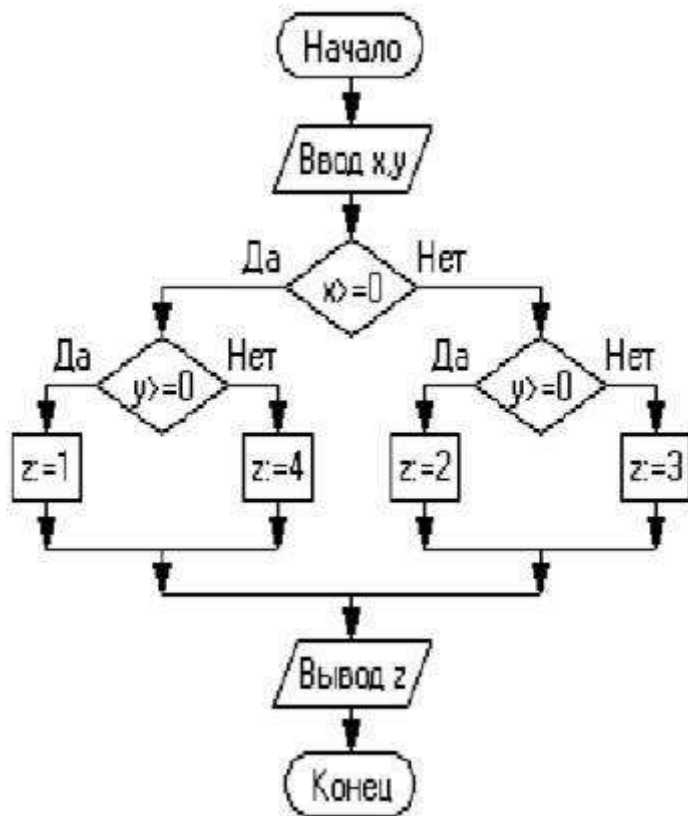 Начало
Ввод x,y
Да
Нет
x>=0
Да
Нет
Да
Нет
y>=0
y>=0
z:=1
z:=4
z:=2
z:=3
Вывод z
Конец